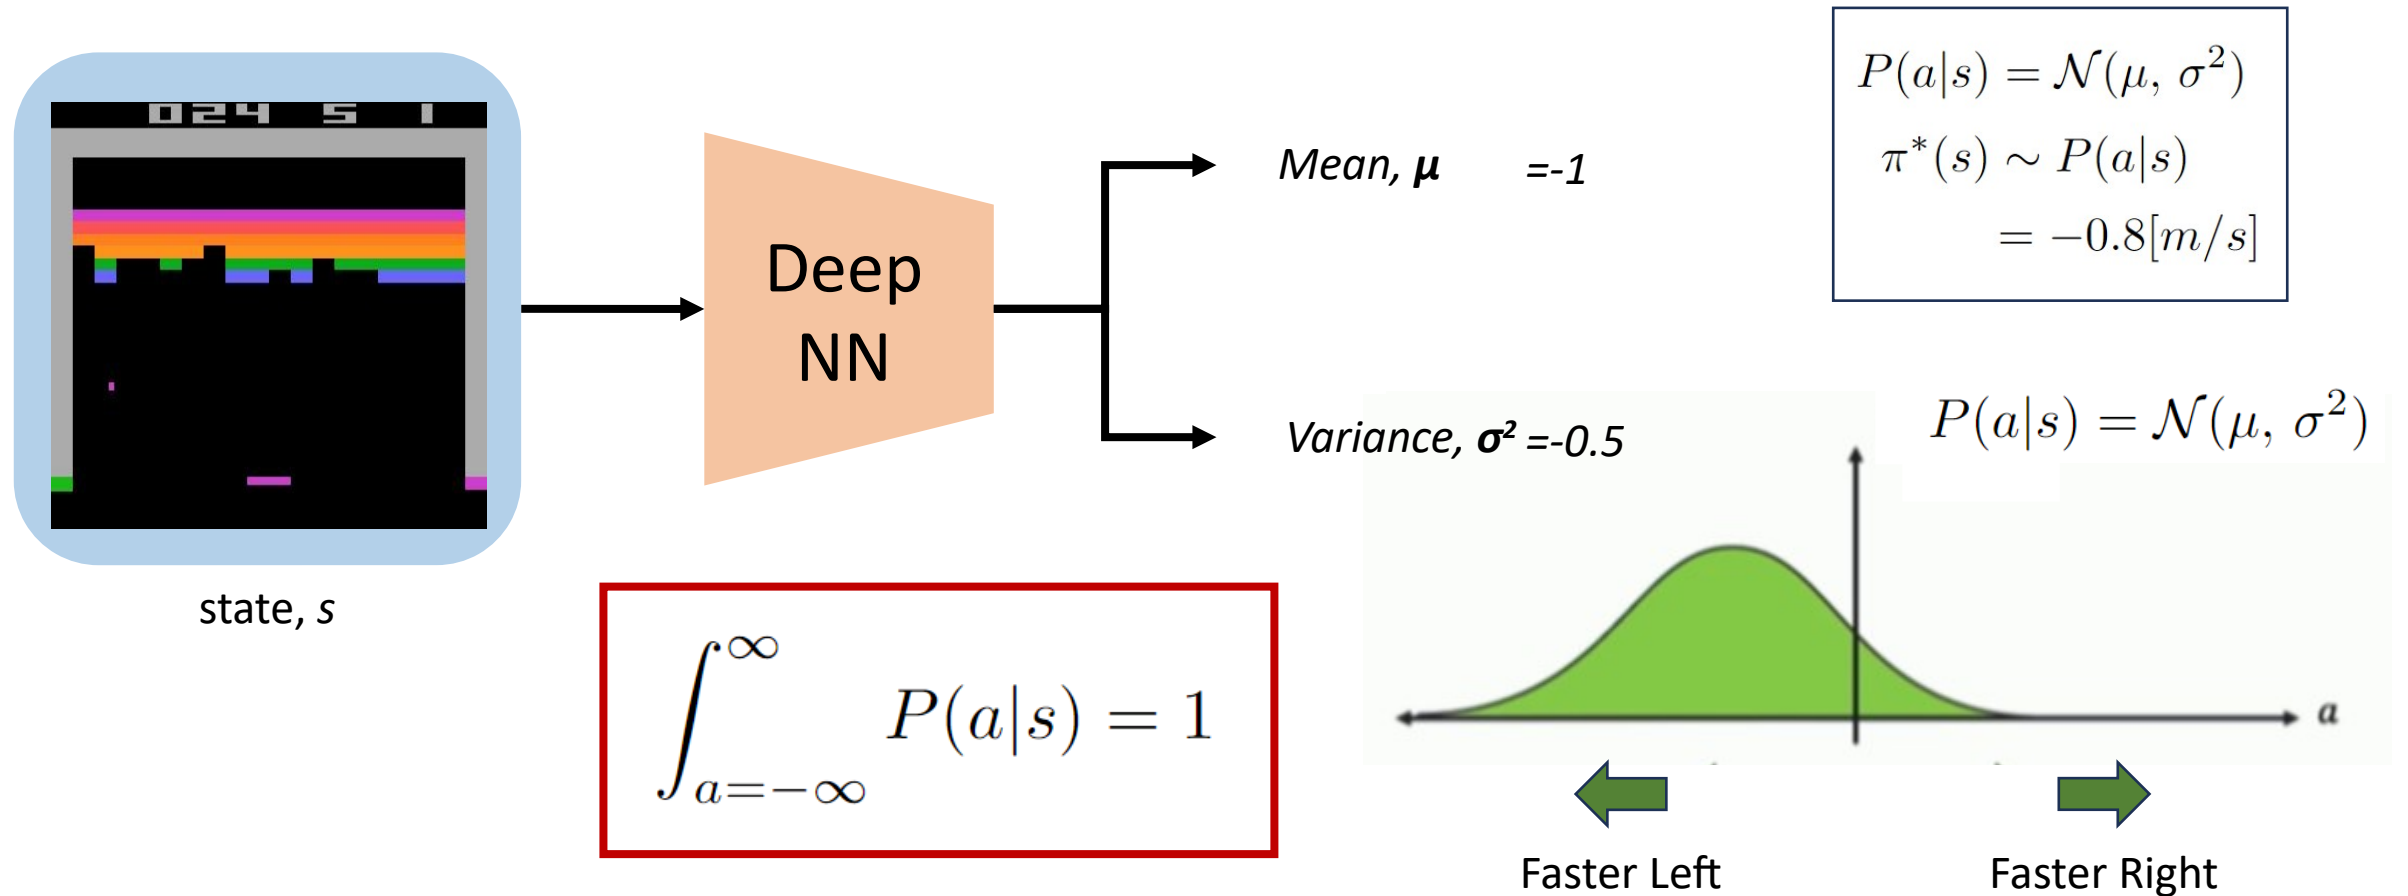 024 5 1
state, s
Deep
NN
Mean, μ =-1
Variance, σ² =-0.5
P(a|s) = 𝒩(μ, σ²)
π*(s) ∼ P(a|s)
= −0.8[m/s]
P(a|s) = 𝒩(μ, σ²)
∫_{a=−∞}^{∞} P(a|s) = 1
a
Faster Left
Faster Right